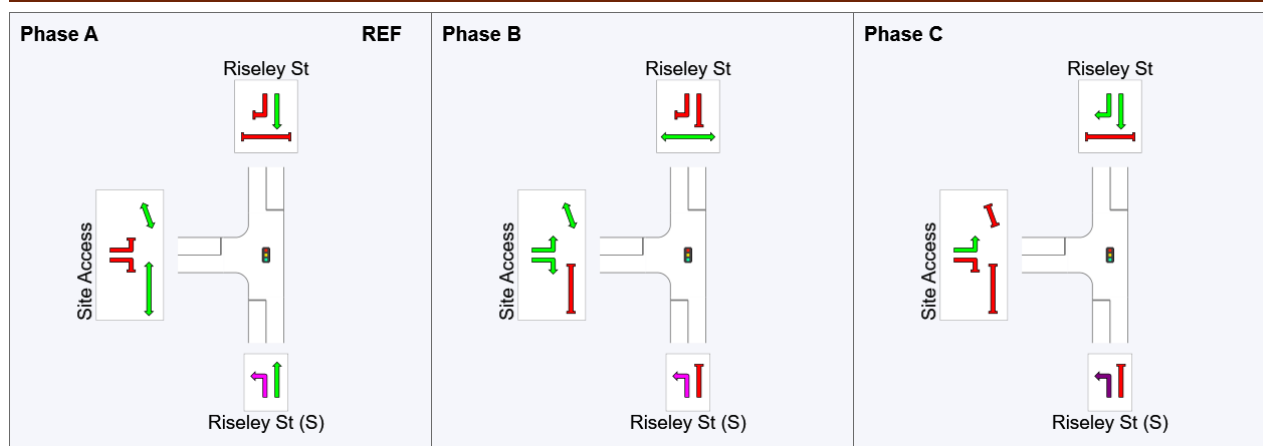 Phase A
REF
Riseley St
Site Access
Riseley St (S)
Phase B
Riseley St
Site Access
Riseley St (S)
Phase C
Riseley St
Site Access
Riseley St (S)